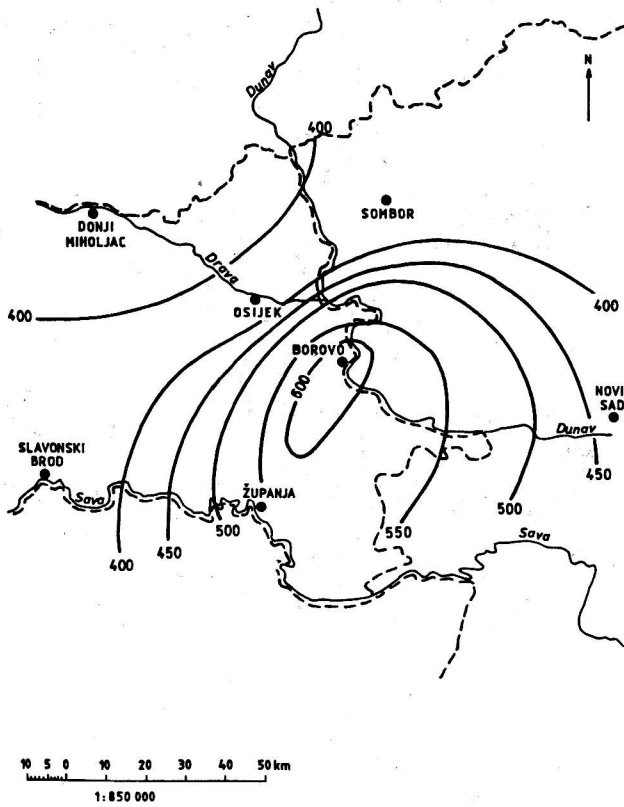 Dunav
N
400
SOMBOR
DONJI
MIHOLJAC
Drava
400
OSIJEK
400
BOROVO
600
NOVI
SAD
Dunav
SLAVONSKI
BROD
450
Sava
ŽUPANJA
500
550
500
Sava
450
400
10 5 0 10 20 30 40 50 km
1:850 000